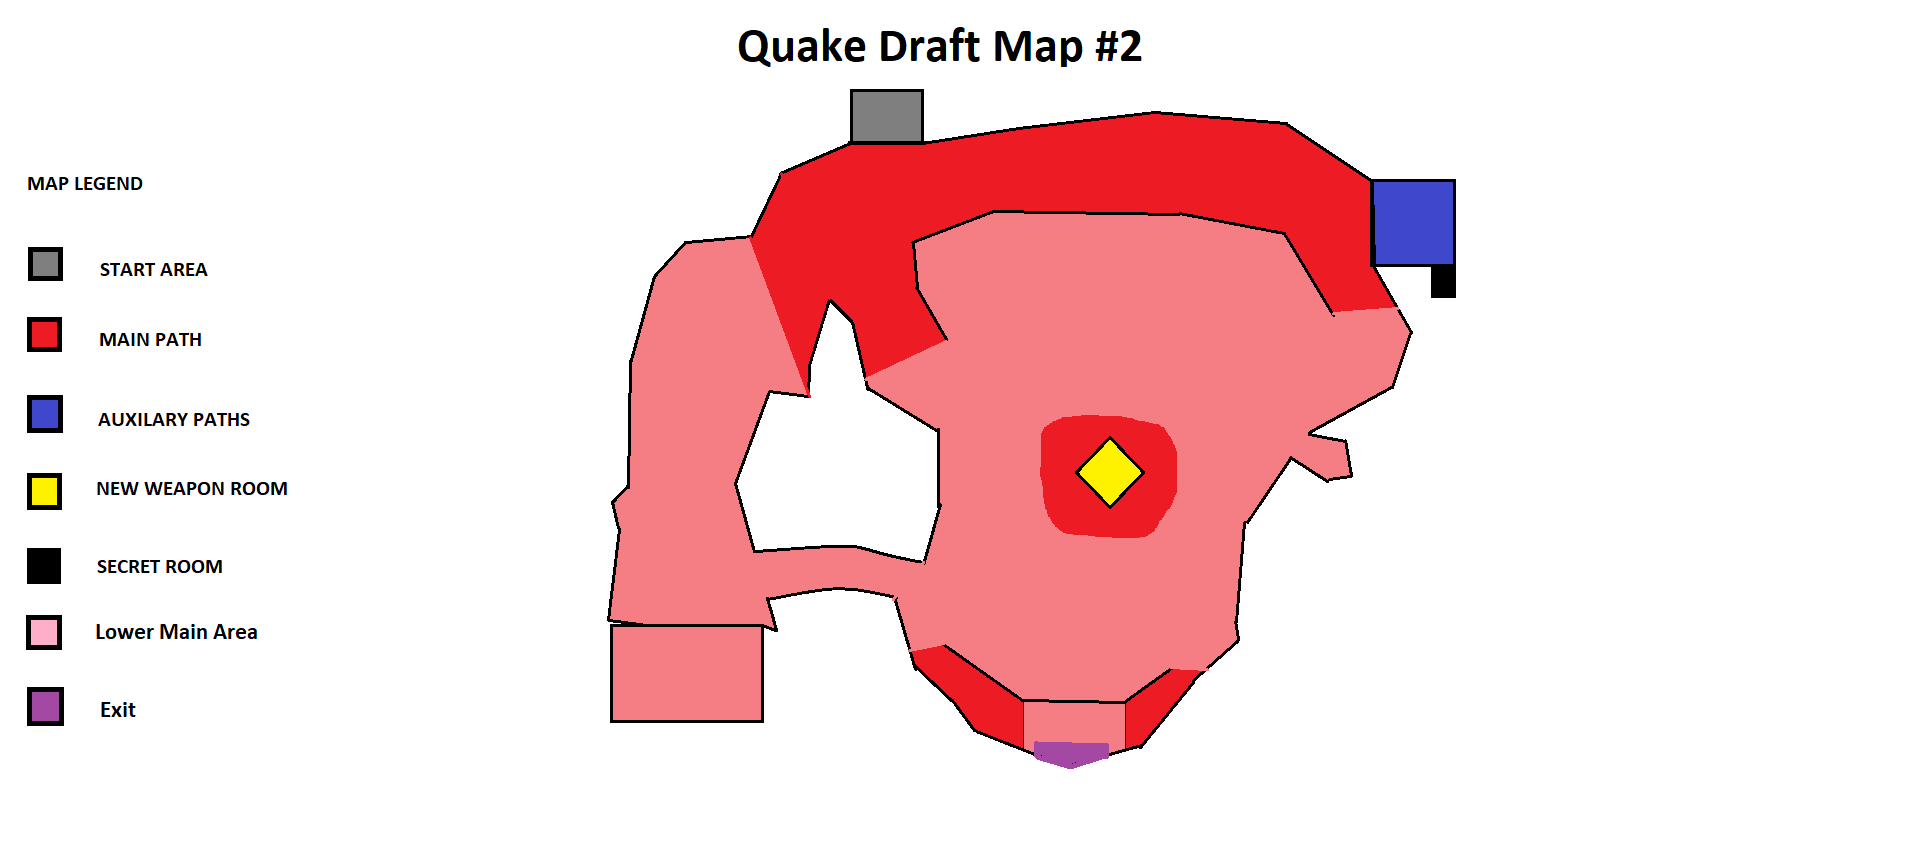 Quake Draft Map #2
MAP LEGEND
START AREA
MAIN PATH
AUXILARY PATHS
NEW WEAPON ROOM
SECRET ROOM
Lower Main Area
Exit